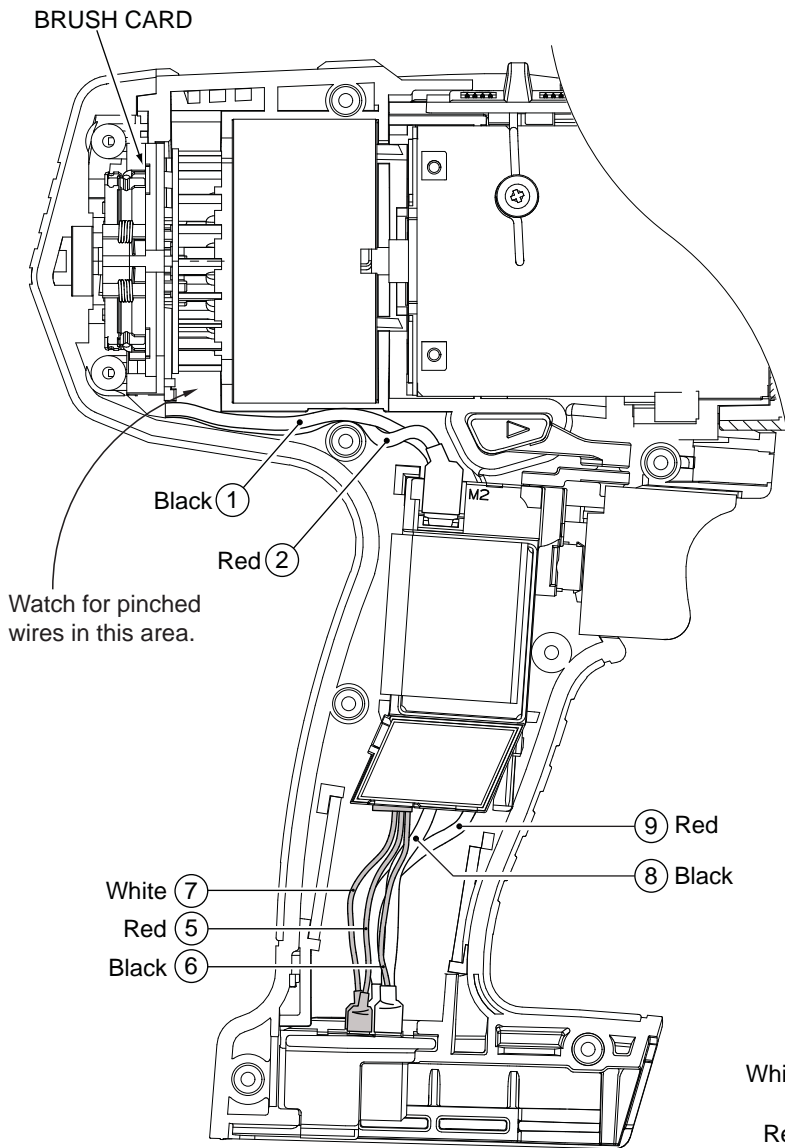 BRUSH CARD
M2
Black 1
Red 2
Watch for pinched
wires in this area.
9 Red
8 Black
White 7
Red 5
Black 6